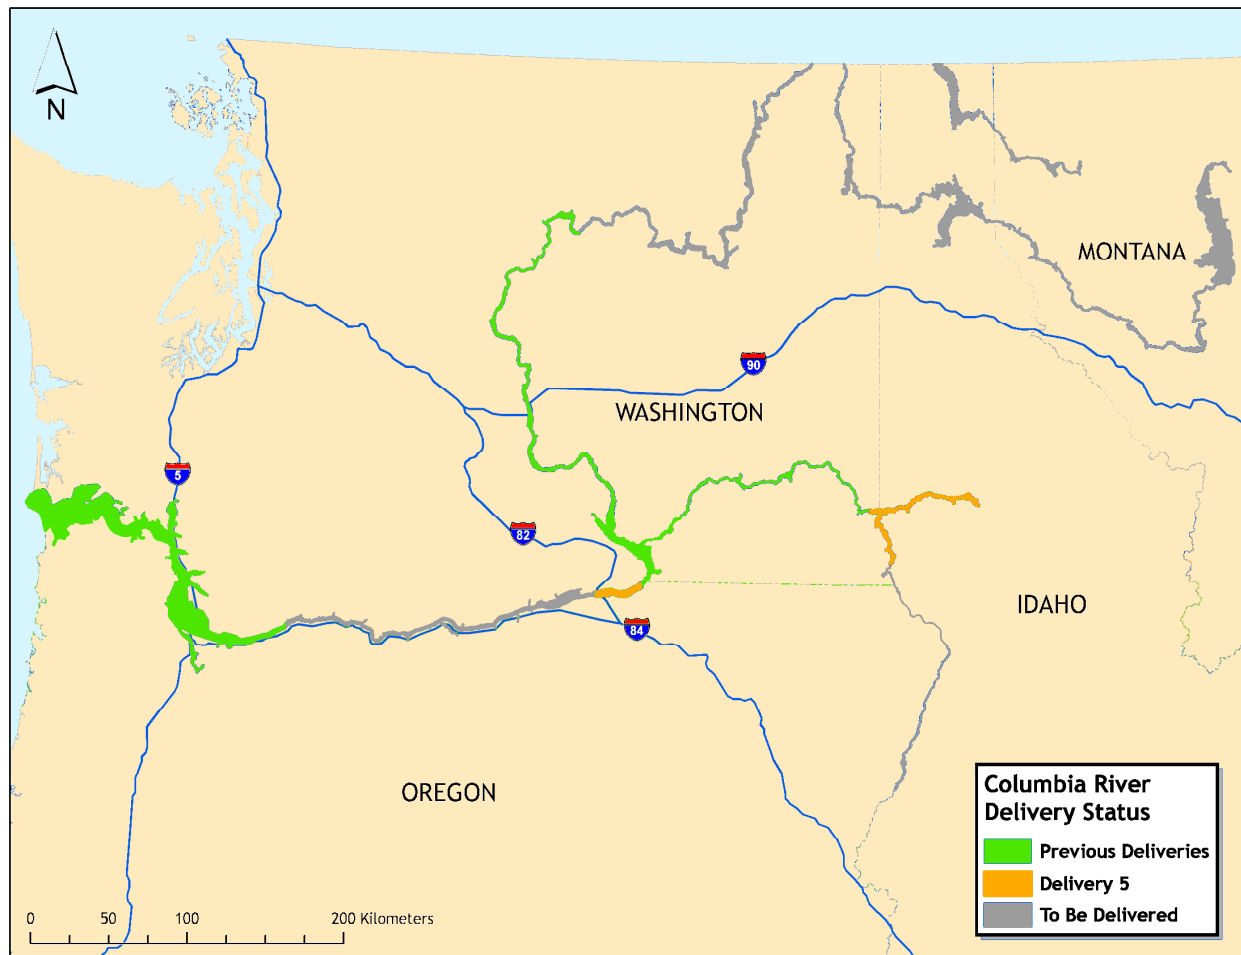 N
MONTANA
90
WASHINGTON
5
82
IDAHO
84
OREGON
Columbia River
Delivery Status
Previous Deliveries
Delivery 5
To Be Delivered
0 50 100 200 Kilometers